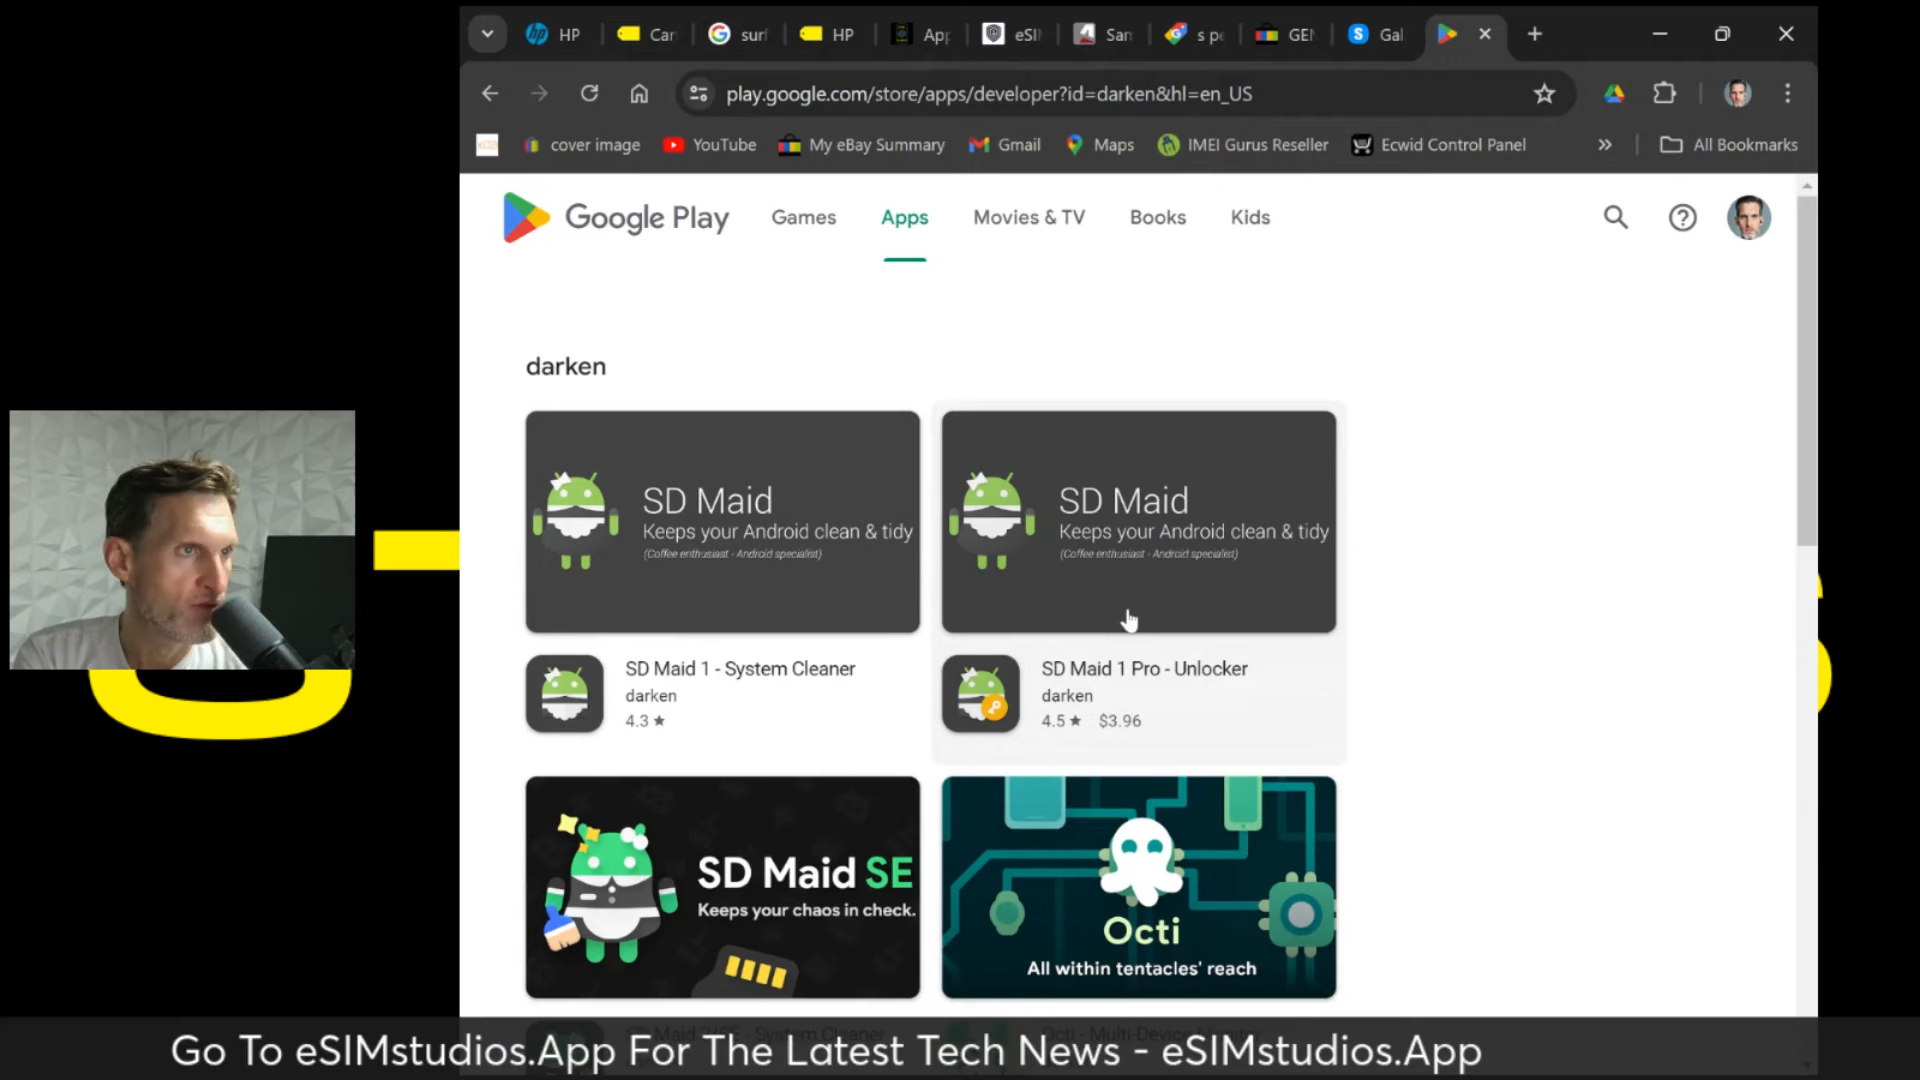 HP
Car
surf
HP
App
eSIM
Sam
s pe
GEN
Gal
play.google.com/store/apps/developer?id=darken&hl=en_US
cover image
YouTube
My eBay Summary
Gmail
Maps
IMEI Gurus Reseller
Ecwid Control Panel
»
All Bookmarks
Google Play
Games
Apps
Movies & TV
Books
Kids
darken
SD Maid
Keeps your Android clean & tidy
(Coffee enthusiast - Android specialist)
SD Maid
Keeps your Android clean & tidy
(Coffee enthusiast - Android specialist)
SD Maid 1 - System Cleaner
darken
4.3 ★
SD Maid 1 Pro - Unlocker
darken
4.5 ★ $3.96
SD Maid SE
Keeps your chaos in check.
Octi
All within tentacles' reach
Go To eSIMstudios.App For The Latest Tech News - eSIMstudios.App